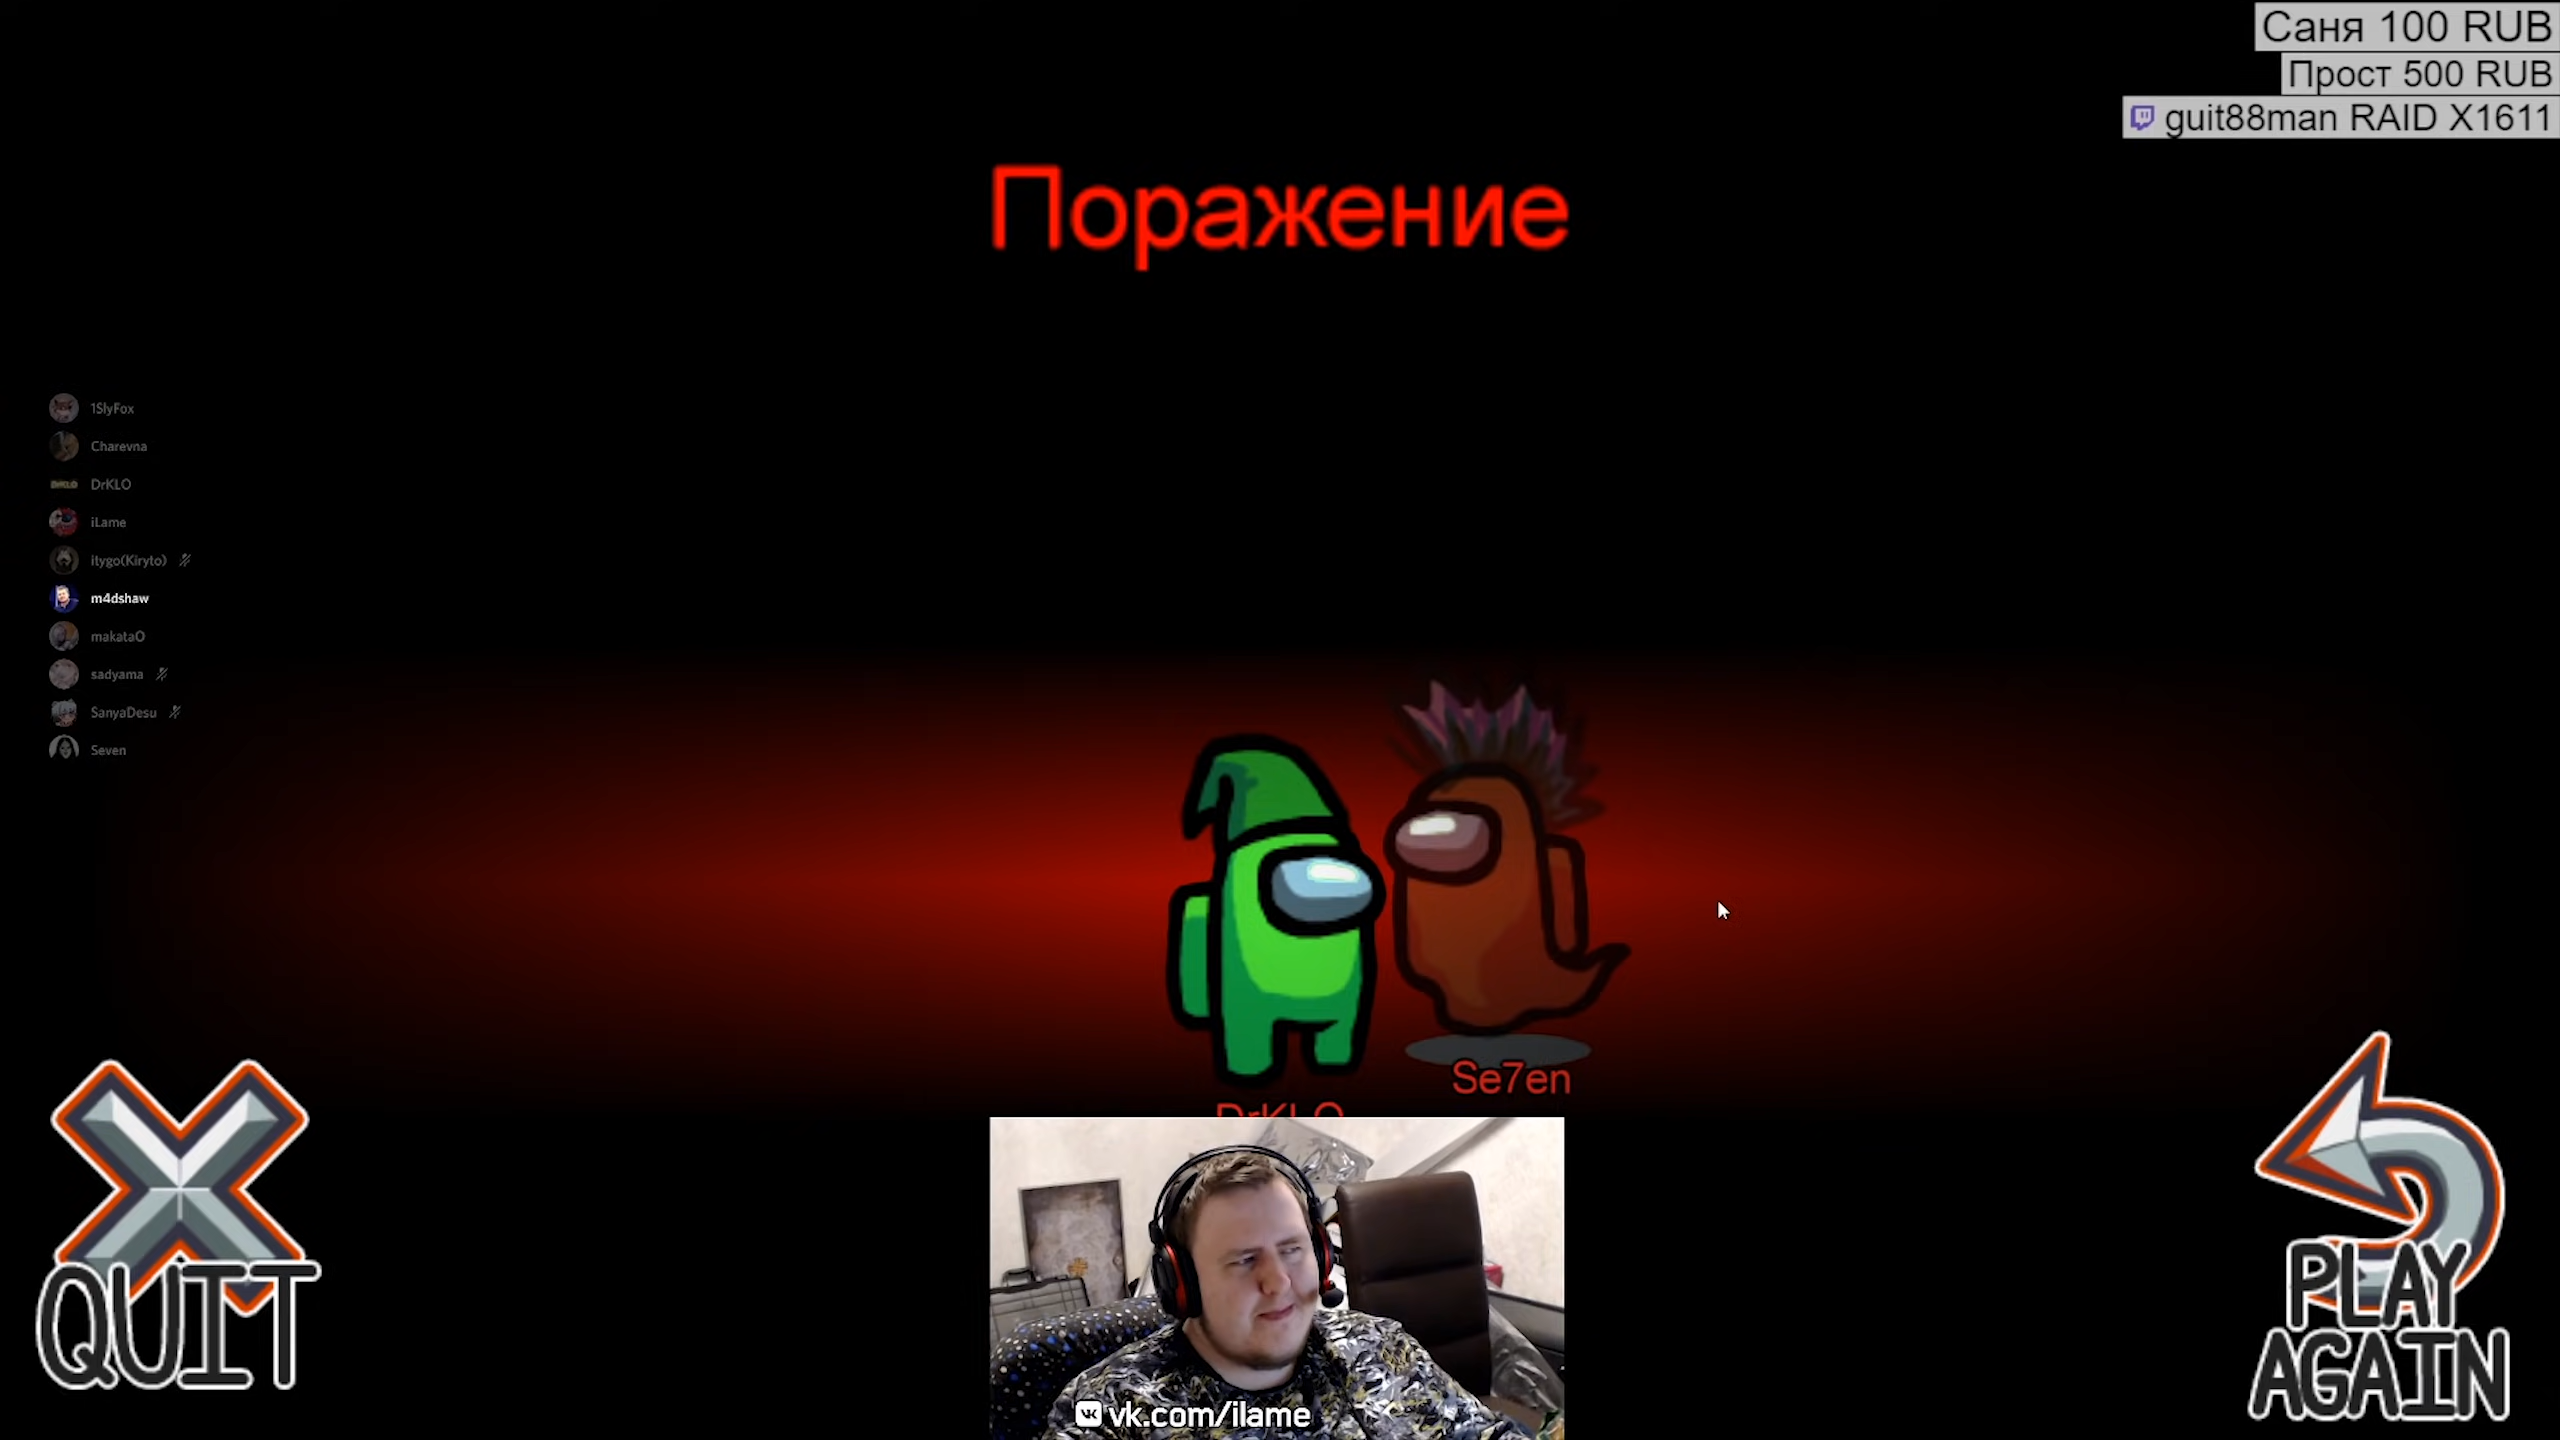 Саня 100 RUB
Прост 500 RUB
guit88man RAID X1611
Поражение
1SlyFox
Charevna
DrKLO
iLame
itygo(Kiryto)
m4dshaw
makataO
sadyama
SanyaDesu
Seven
Se7en
DrKLO
QUIT
PLAY
AGAIN
vk.com/ilame